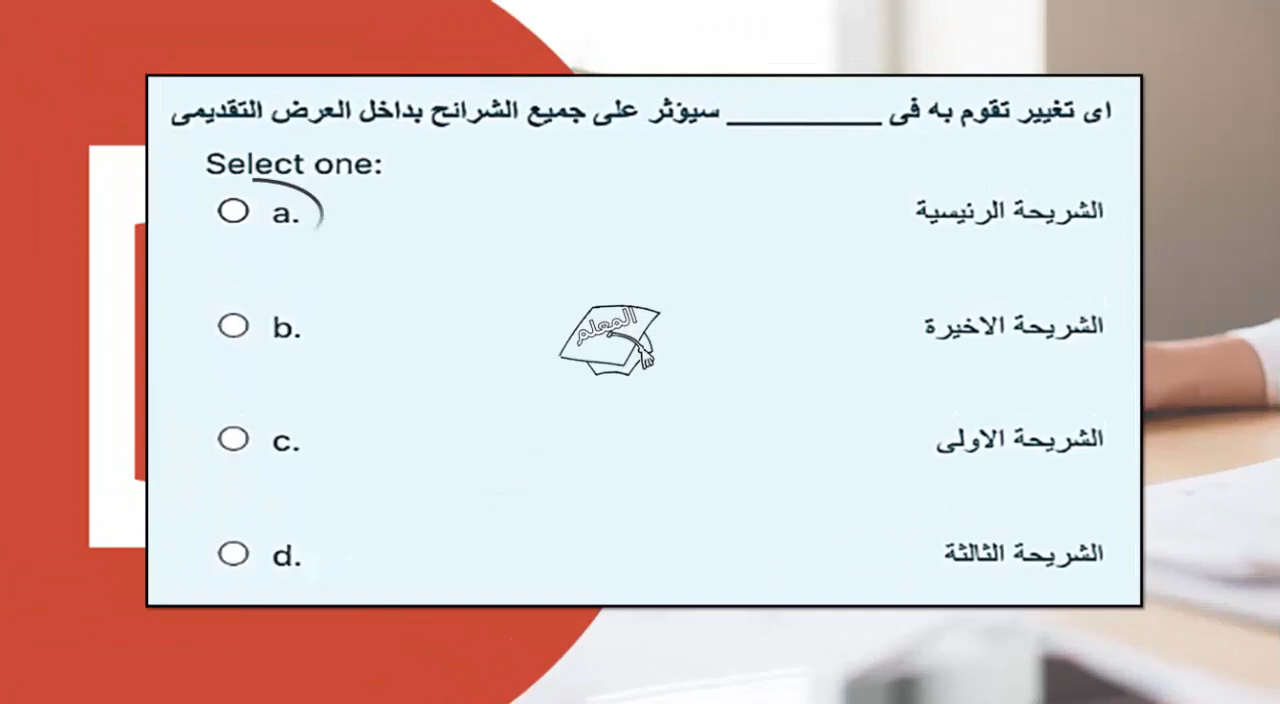 اى تغيير تقوم به فى __________ سيؤثر على جميع الشرائح بداخل العرض التقديمى
Select one:
a. الشريحة الرئيسية
b. الشريحة الاخيرة
المعلم
c. الشريحة الاولى
d. الشريحة الثالثة